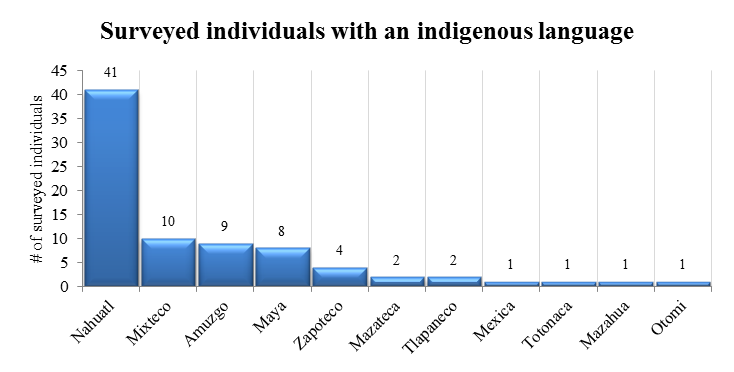 Surveyed individuals with an indigenous language
# of surveyed individuals
45
40
35
30
25
20
15
10
5
0
41
10
9
8
4
2
2
1
1
1
1
Nahuatl
Mixteco
Amuzgo
Maya
Zapoteco
Mazateca
Tlapaneco
Mexica
Totonaca
Mazahua
Otomi